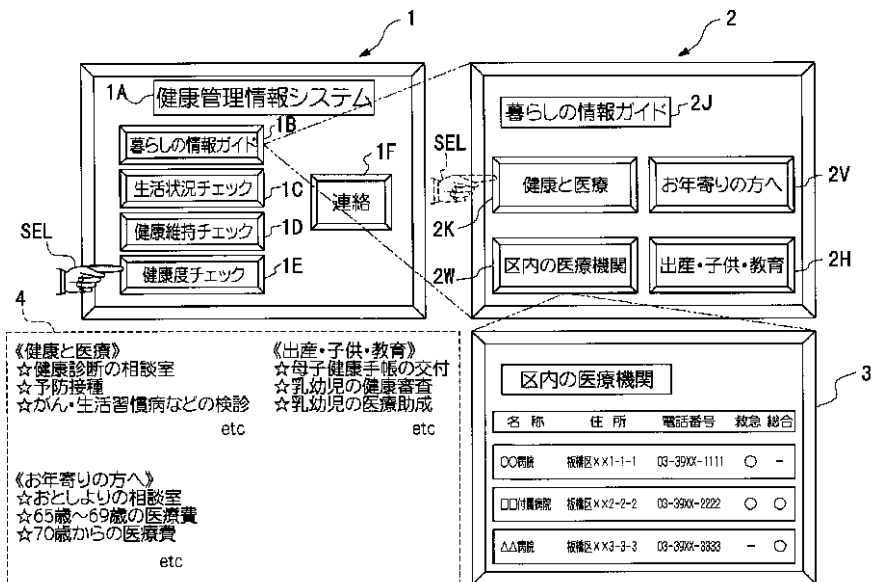 1
2
1A
健康管理情報システム
1B
暮らしの情報ガイド
1F
生活状況チェック
1C
連絡
健康維持チェック
1D
SEL
健康度チェック
1E
暮らしの情報ガイド
2J
SEL
健康と医療
お年寄りの方へ
2V
2K
2W
区内の医療機関
出産・子供・教育
2H
4
《健康と医療》
☆健康診断の相談室
☆予防接種
☆がん・生活習慣病などの検診
etc
《出産・子供・教育》
☆母子健康手帳の交付
☆乳幼児の健康審査
☆乳幼児の医療助成
etc
《お年寄りの方へ》
☆おとしよりの相談室
☆65歳～69歳の医療費
☆70歳からの医療費
etc
3
区内の医療機関
名 称 住 所 電話番号 救急 総合
○○病院 板橋区××1-1-1 03-39XX-1111 ○ -
□□付属病院 板橋区××2-2-2 03-39XX-2222 ○ ○
△△病院 板橋区××3-3-3 03-39XX-3333 - ○